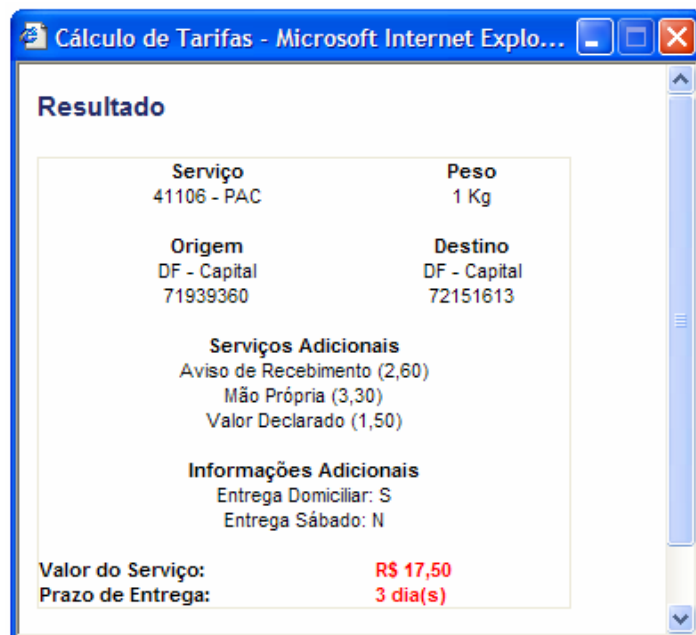 Cálculo de Tarifas - Microsoft Internet Explo...
Resultado
Serviço Peso
41106 - PAC 1 Kg
Origem Destino
DF - Capital DF - Capital
71939360 72151613
Serviços Adicionais
Aviso de Recebimento (2,60)
Mão Própria (3,30)
Valor Declarado (1,50)
Informações Adicionais
Entrega Domiciliar: S
Entrega Sábado: N
Valor do Serviço: R$ 17,50
Prazo de Entrega: 3 dia(s)